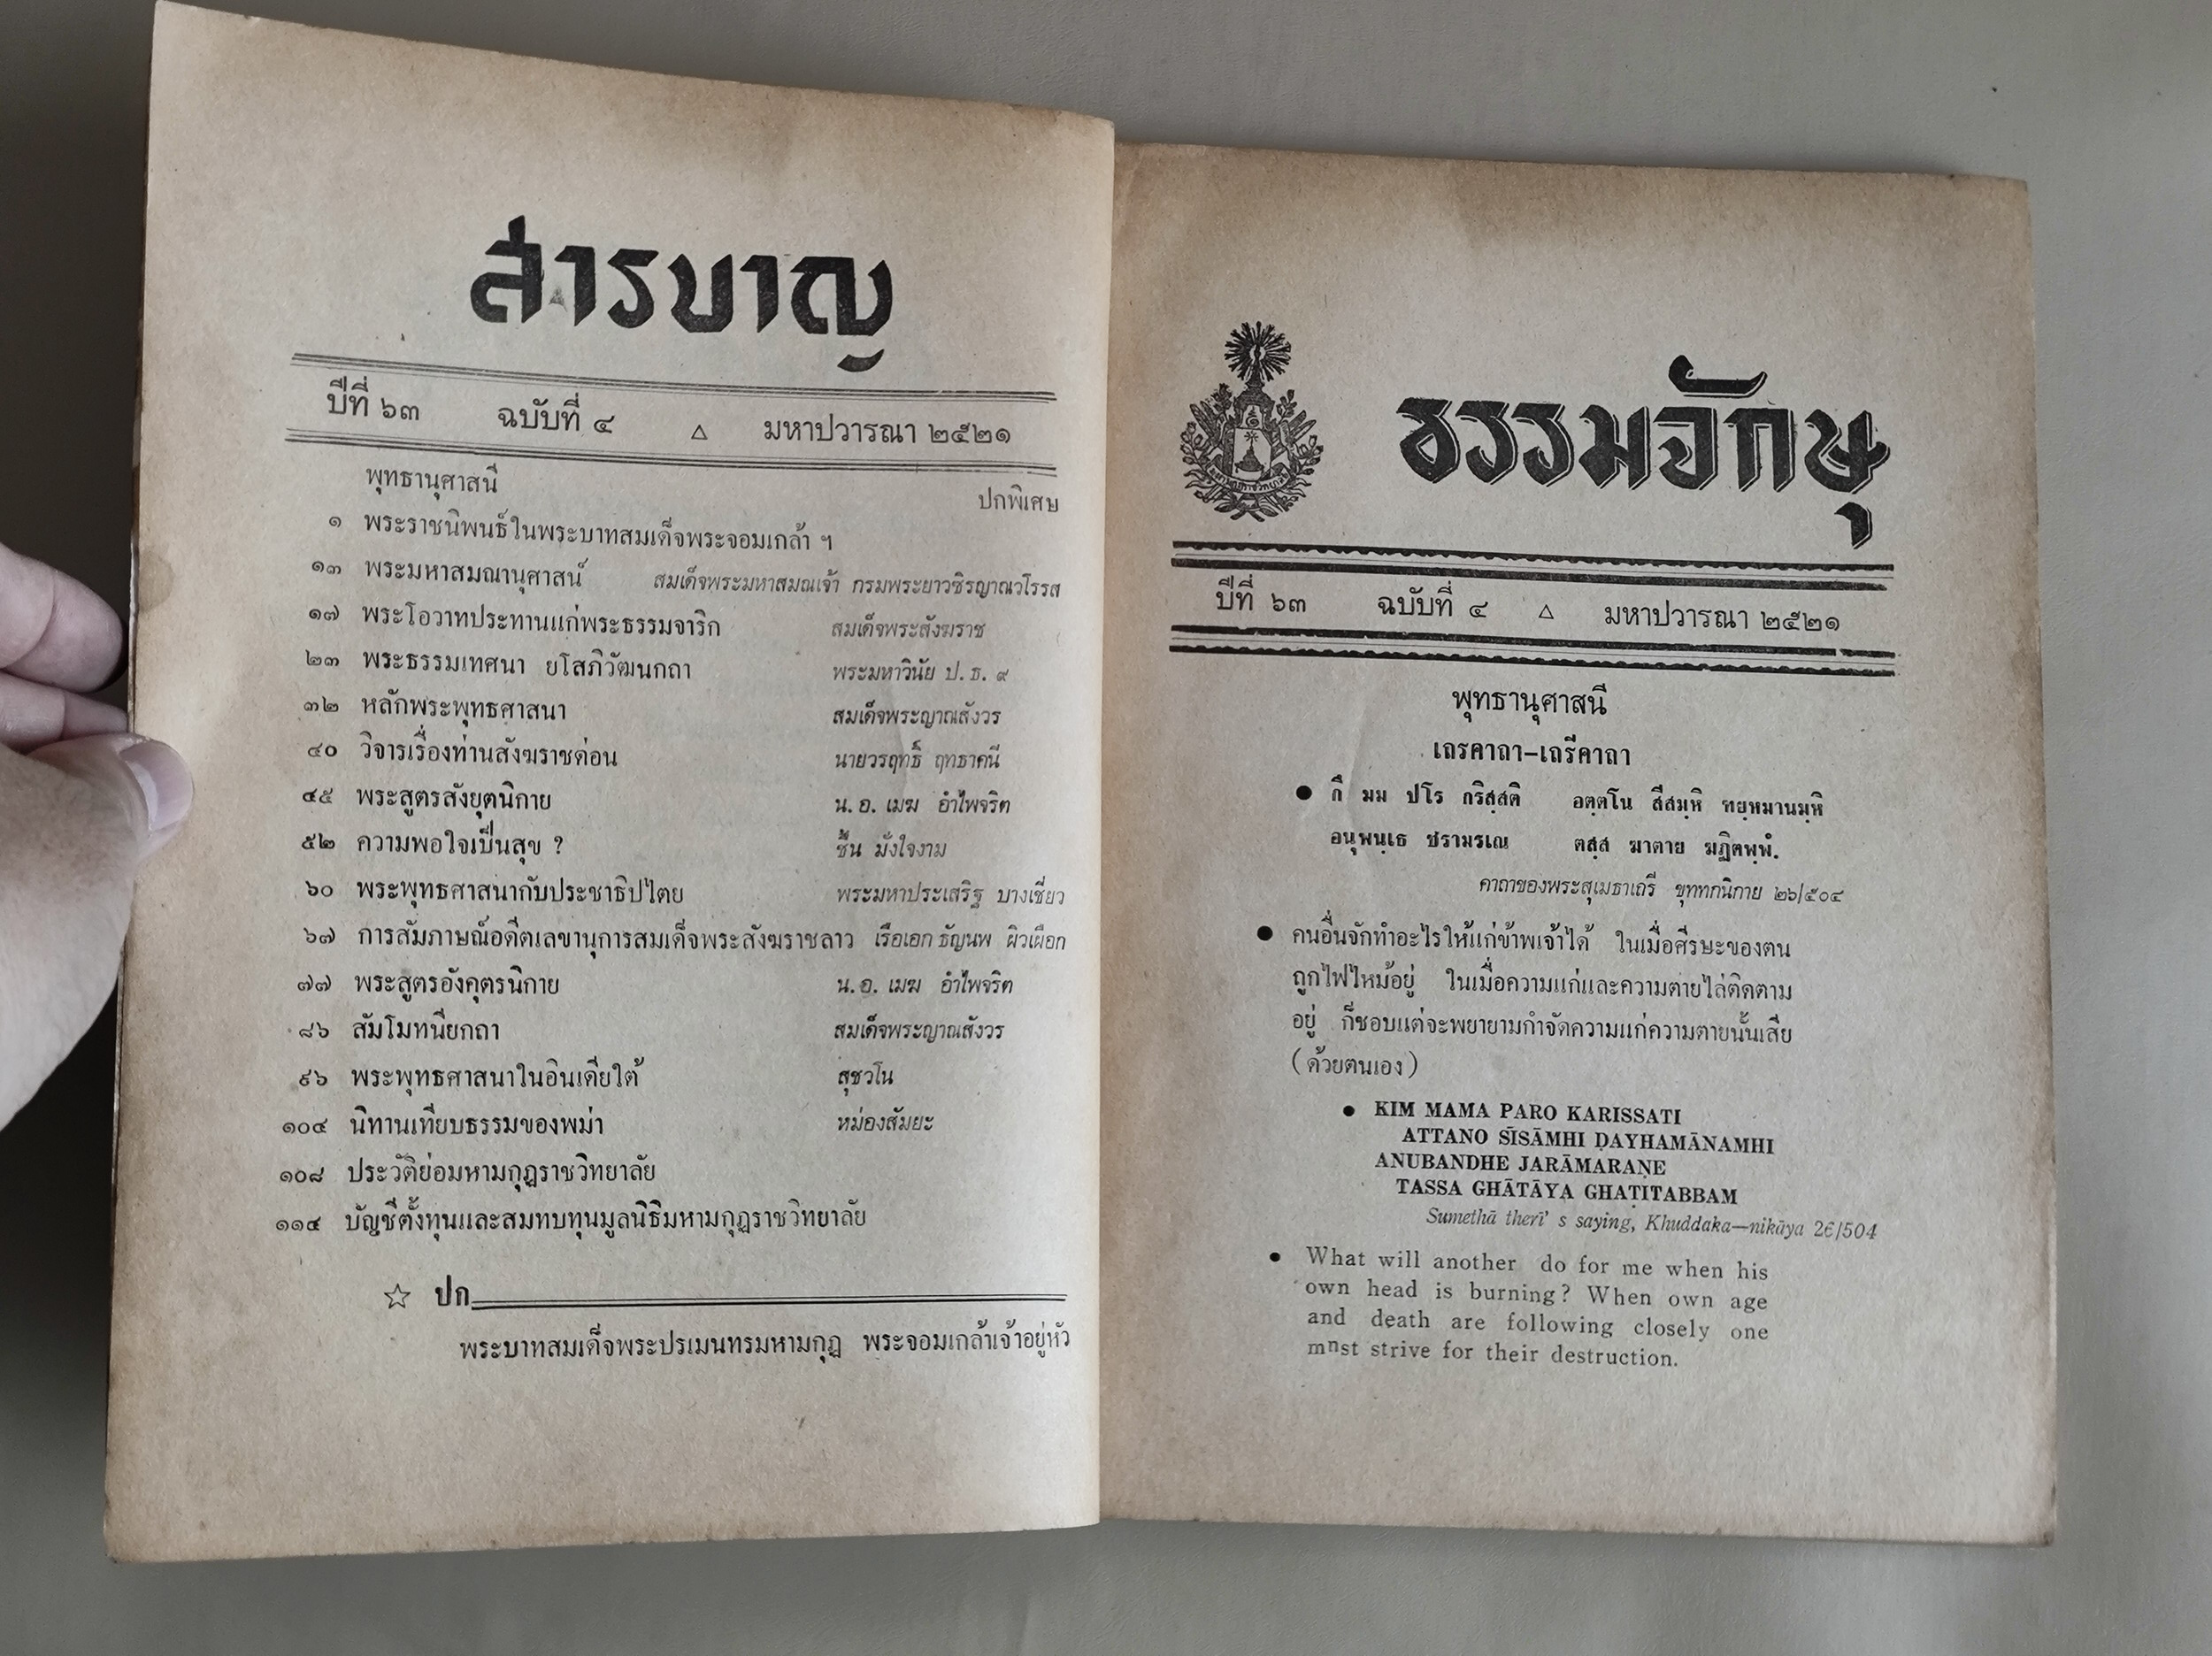 สารบาญ
ปีที่ ๖๓ ฉบับที่ ๔ △ มหาปวารณา ๒๕๒๑
พุทธานุศาสนี ปกพิเศษ
๑ พระราชนิพนธ์ในพระบาทสมเด็จพระจอมเกล้า ฯ
๑๓ พระมหาสมณานุศาสน์ สมเด็จพระมหาสมณเจ้า กรมพระยาวชิรญาณวโรรส
๑๗ พระโอวาทประทานแก่พระธรรมจาริก สมเด็จพระสังฆราช
๒๓ พระธรรมเทศนา ยโสภิวัฒนกถา พระมหาวินัย ป.ธ. ๙
๓๒ หลักพระพุทธศาสนา สมเด็จพระญาณสังวร
๔๐ วิจารเรื่องท่านสังฆราชด่อน นายวรฤทธิ์ ฤทธาคนี
๔๕ พระสูตรสังยุตนิกาย น.อ. เมฆ อำไพจริต
๕๒ ความพอใจเป็นสุข ? ชื้น มั่งใจงาม
๖๐ พระพุทธศาสนากับประชาธิปไตย พระมหาประเสริฐ บางเชี่ยว
๖๗ การสัมภาษณ์อดีตเลขานุการสมเด็จพระสังฆราชลาว เรือเอก ธัญนพ ผิวเผือก
๗๗ พระสูตรอังคุตรนิกาย น.อ. เมฆ อำไพจริต
๘๖ สัมโมทนียกถา สมเด็จพระญาณสังวร
๙๖ พระพุทธศาสนาในอินเดียใต้ สุชวโน
๑๐๔ นิทานเทียบธรรมของพม่า หม่องสัมยะ
๑๐๘ ประวัติย่อมหามกุฏราชวิทยาลัย
๑๑๔ บัญชีตั้งทุนและสมทบทุนมูลนิธิมหามกุฏราชวิทยาลัย
☆ ปก
พระบาทสมเด็จพระปรเมนทรมหามกุฏ พระจอมเกล้าเจ้าอยู่หัว
ธรรมจักษุ
ปีที่ ๖๓ ฉบับที่ ๔ △ มหาปวารณา ๒๕๒๑
พุทธานุศาสนี
เถรคาถา–เถรีคาถา
● กึ มม ปโร กริสฺสติ อตฺตโน สีสมฺหิ ฑยฺหมานมฺหิ
อนุพนฺเธ ชรามรเณ ตสฺส ฆาตาย ฆฏิตพฺพํ.
คาถาของพระสุเมธาเถรี ขุททกนิกาย ๒๖/๕๐๔
● คนอื่นจักทำอะไรให้แก่ข้าพเจ้าได้ ในเมื่อศีรษะของตน
ถูกไฟไหม้อยู่ ในเมื่อความแก่และความตายไล่ติดตาม
อยู่ ก็ชอบแต่จะพยายามกำจัดความแก่ความตายนั้นเสีย
(ด้วยตนเอง)
● KIM MAMA PARO KARISSATI
ATTANO SĪSĀMHI ḌAYHAMĀNAMHI
ANUBANDHE JARĀMARAṆE
TASSA GHĀTĀYA GHAṬITABBAM
Sumethā therī' s saying, Khuddaka—nikāya 26/504
● What will another do for me when his
own head is burning? When own age
and death are following closely one
mnst strive for their destruction.